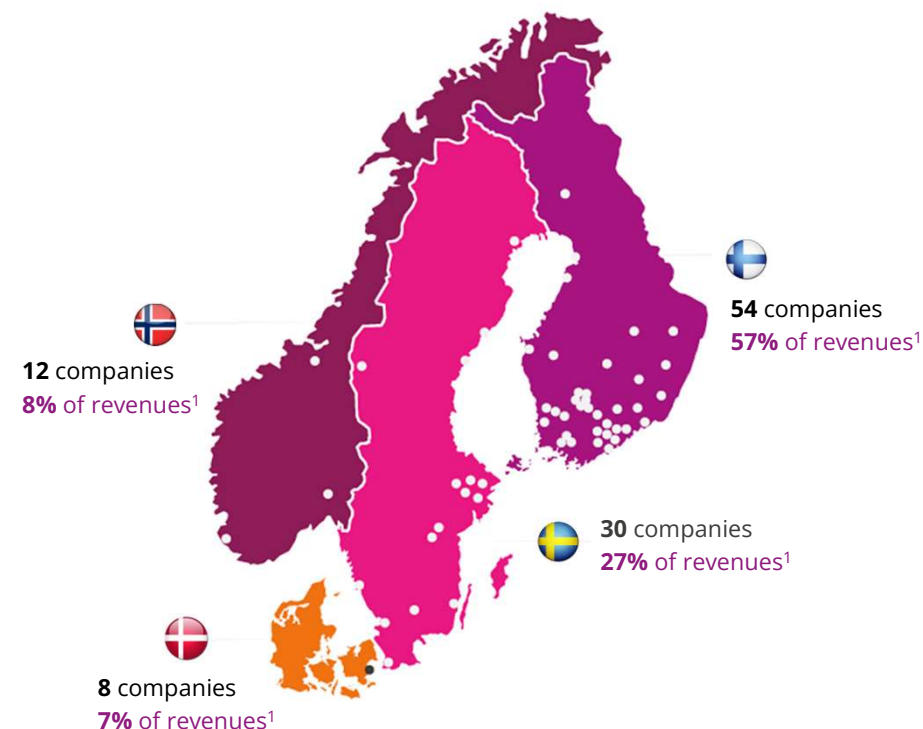 54 companies
57% of revenues¹
12 companies
8% of revenues¹
30 companies
27% of revenues¹
8 companies
7% of revenues¹